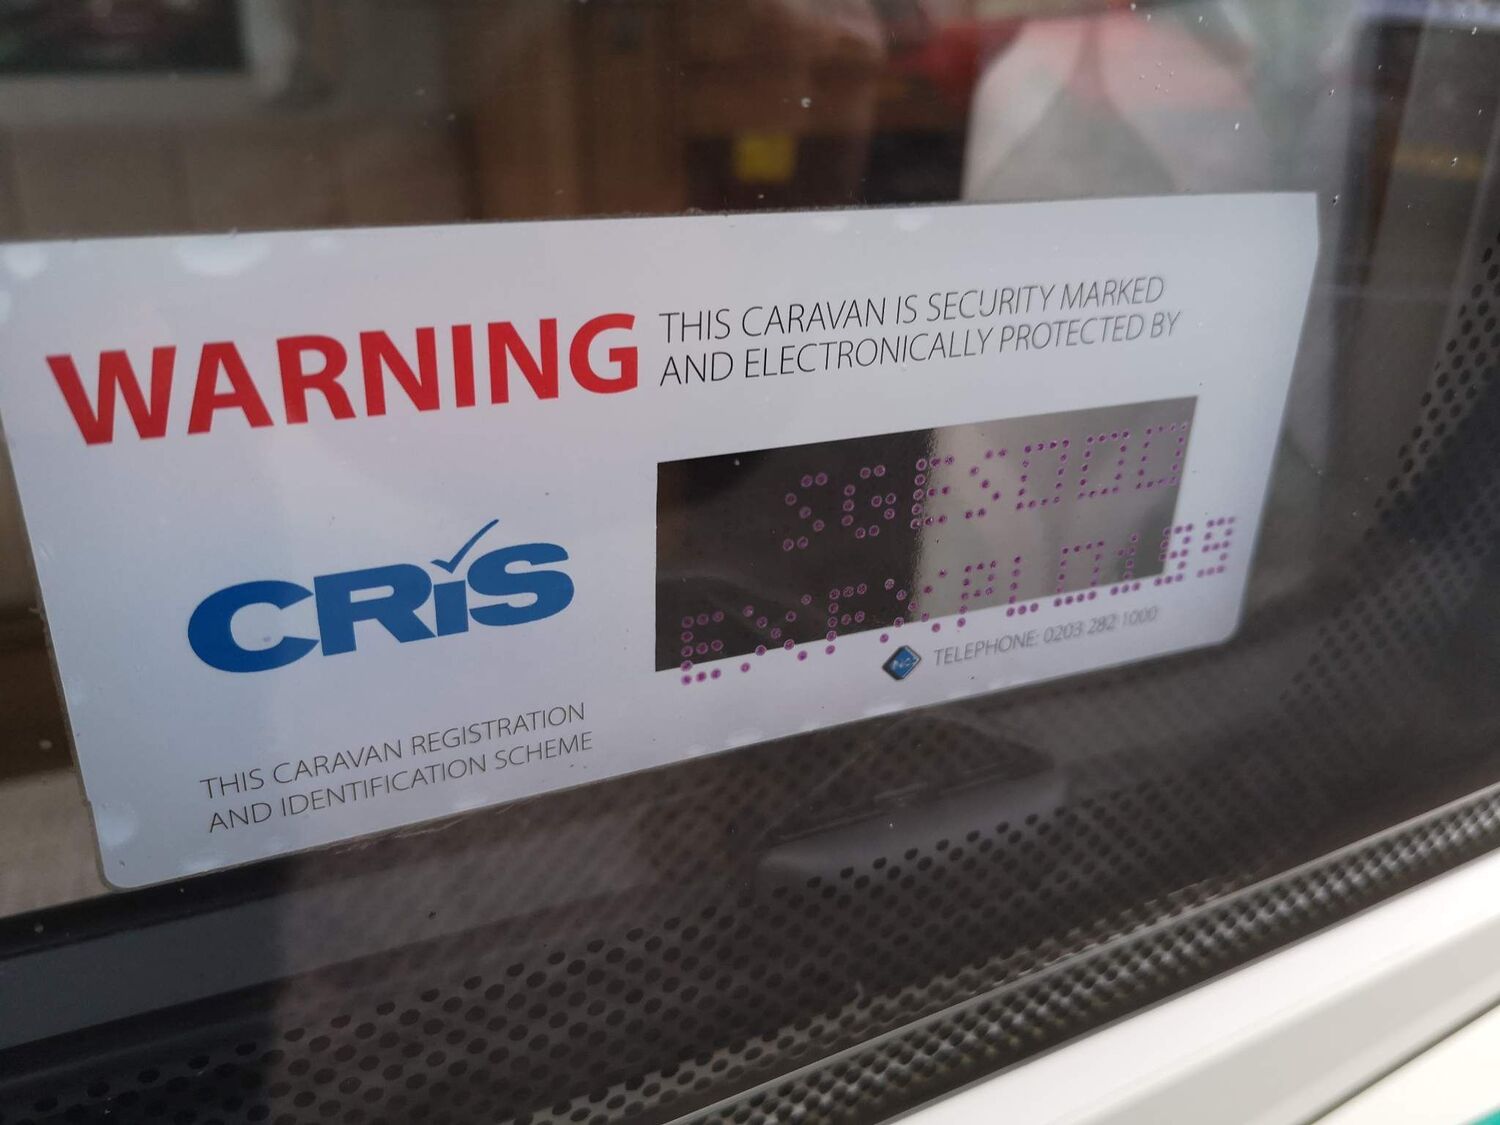 WARNING THIS CARAVAN IS SECURITY MARKED
AND ELECTRONICALLY PROTECTED BY
SGES000
CRiS
TELEPHONE: 0203 282 1000
THIS CARAVAN REGISTRATION
AND IDENTIFICATION SCHEME